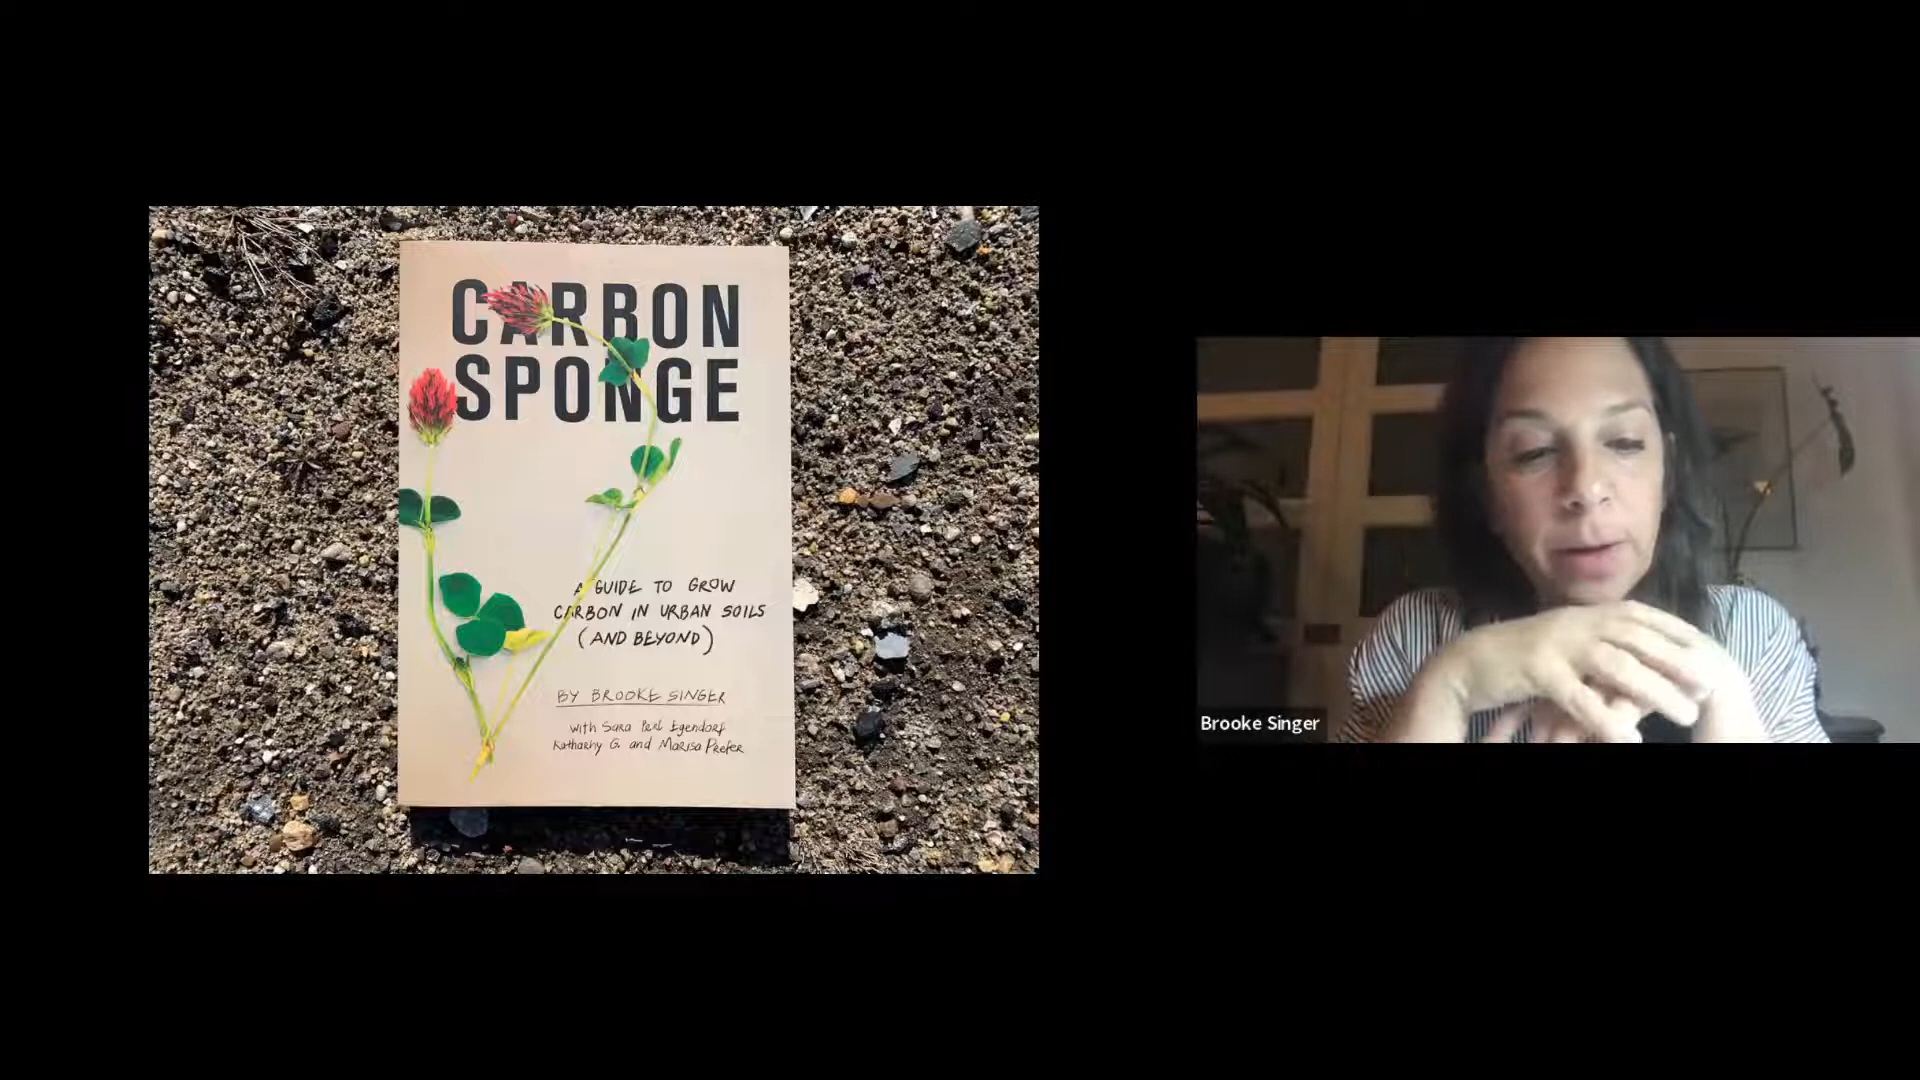 CARBON
SPONGE
A GUIDE TO GROW
CARBON IN URBAN SOILS
(AND BEYOND)
BY BROOKE SINGER
with Sara Perl Egendorf
Katharhy G. and Marisa Prefer
Brooke Singer